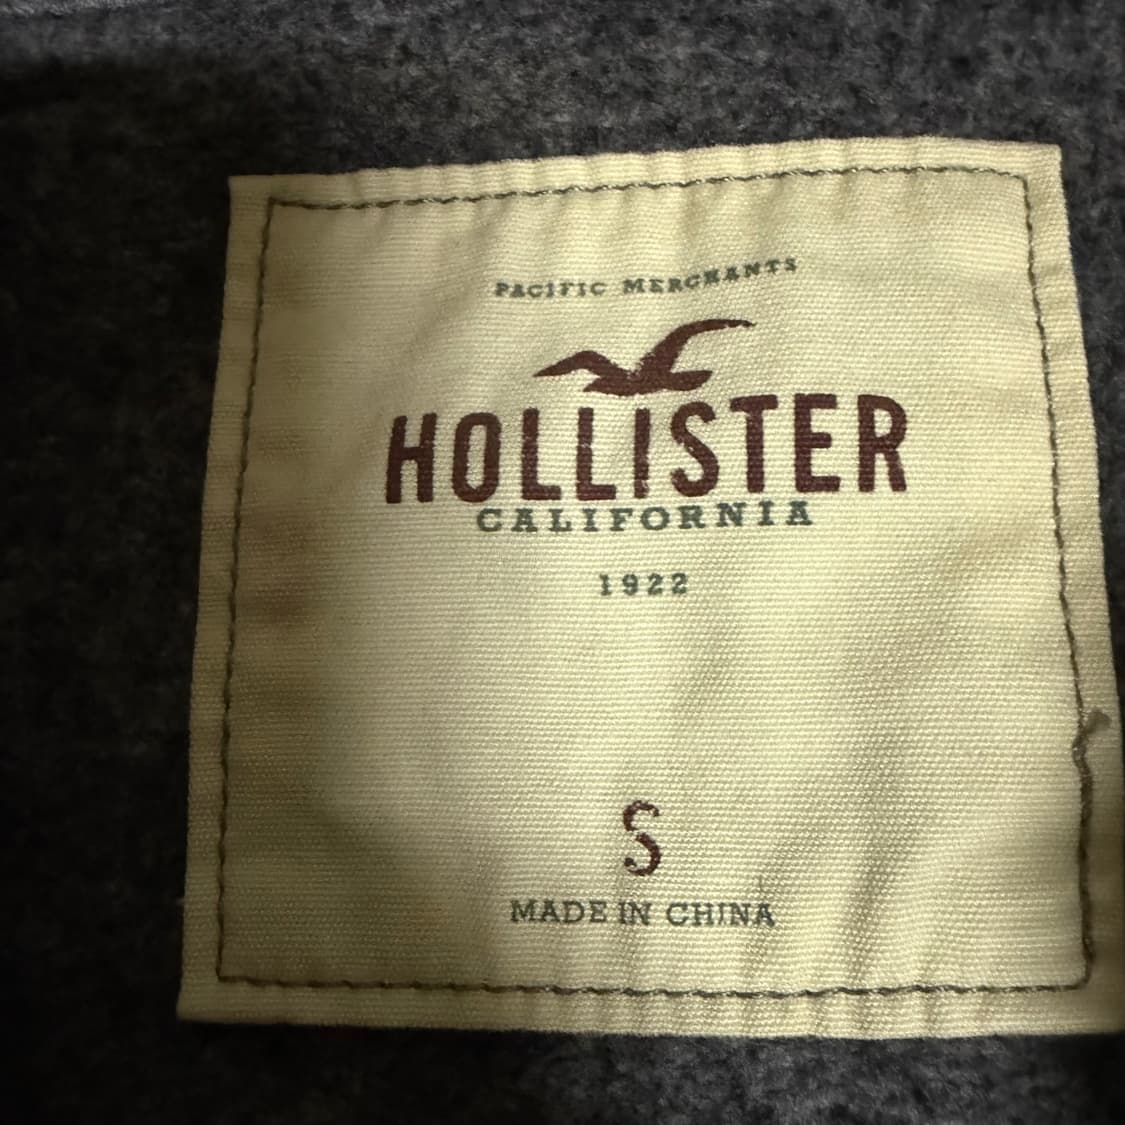 PACIFIC MERCHANTS
HOLLISTER
CALIFORNIA
1922
S
MADE IN CHINA